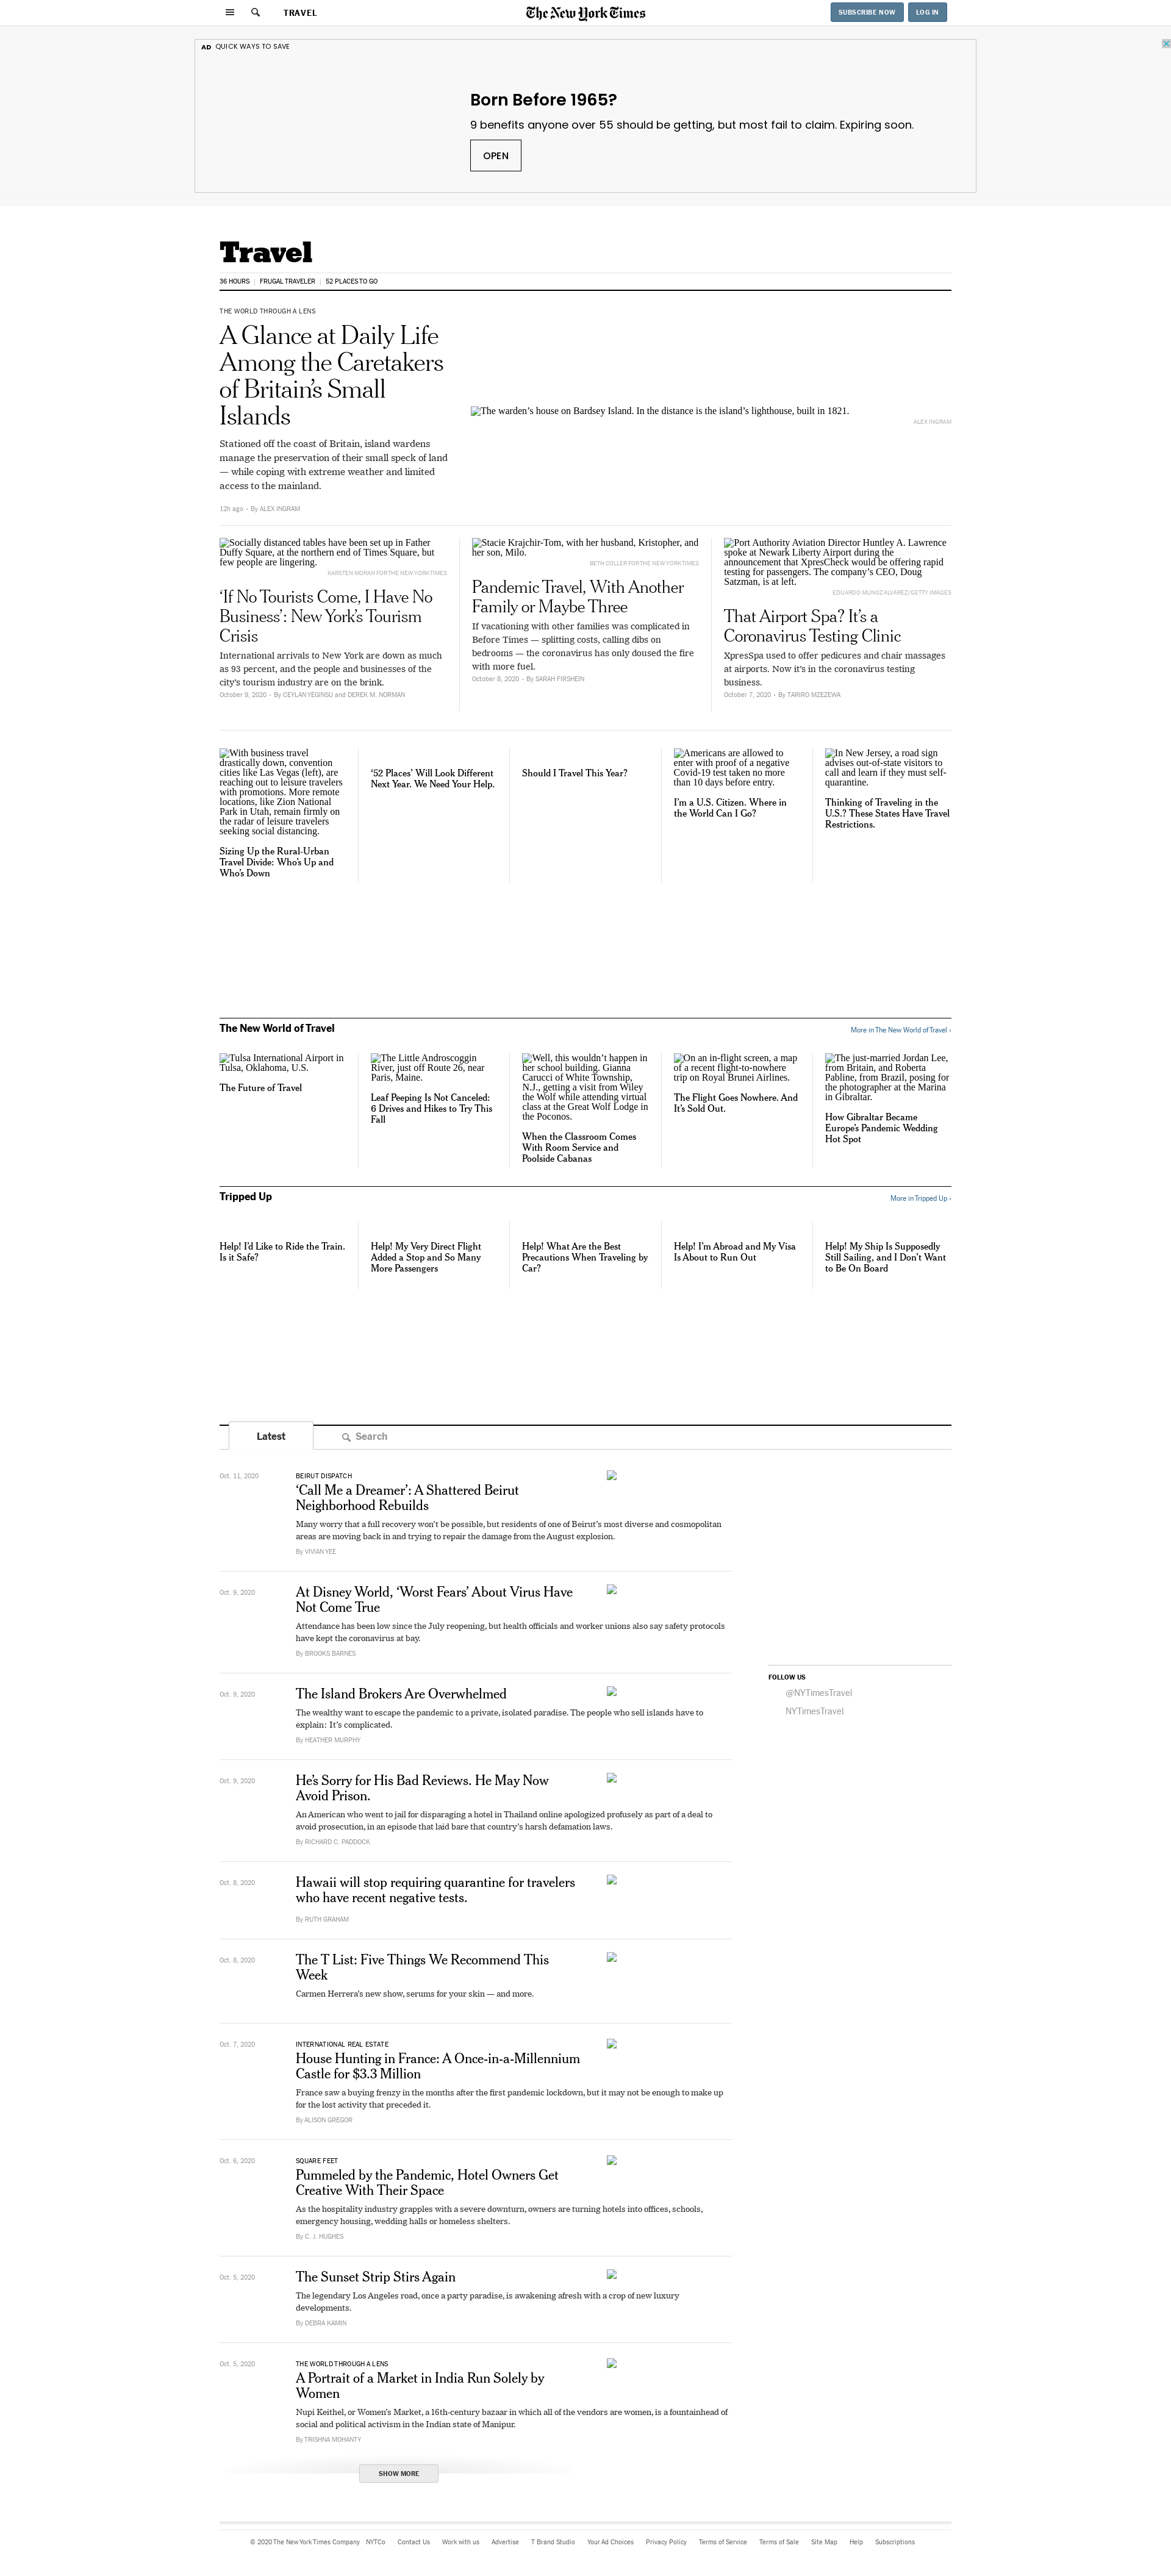 TRAVEL
The New York Times
SUBSCRIBE NOW
LOG IN
AD QUICK WAYS TO SAVE
Born Before 1965?
9 benefits anyone over 55 should be getting, but most fail to claim. Expiring soon.
OPEN
Travel
36 HOURS | FRUGAL TRAVELER | 52 PLACES TO GO
THE WORLD THROUGH A LENS
A Glance at Daily Life
Among the Caretakers
of Britain’s Small
Islands
Stationed off the coast of Britain, island wardens
manage the preservation of their small speck of land
— while coping with extreme weather and limited
access to the mainland.
12h ago • By ALEX INGRAM
The warden’s house on Bardsey Island. In the distance is the island’s lighthouse, built in 1821.
ALEX INGRAM
Socially distanced tables have been set up in Father
Duffy Square, at the northern end of Times Square, but
few people are lingering.
KARSTEN MORAN FOR THE NEW YORK TIMES
‘If No Tourists Come, I Have No
Business’: New York’s Tourism
Crisis
International arrivals to New York are down as much
as 93 percent, and the people and businesses of the
city’s tourism industry are on the brink.
October 9, 2020 • By CEYLAN YEGINSU and DEREK M. NORMAN
Stacie Krajchir-Tom, with her husband, Kristopher, and
her son, Milo.
BETH COLLER FOR THE NEW YORK TIMES
Pandemic Travel, With Another
Family or Maybe Three
If vacationing with other families was complicated in
Before Times — splitting costs, calling dibs on
bedrooms — the coronavirus has only doused the fire
with more fuel.
October 8, 2020 • By SARAH FIRSHEIN
Port Authority Aviation Director Huntley A. Lawrence
spoke at Newark Liberty Airport during the
announcement that XpresCheck would be offering rapid
testing for passengers. The company’s CEO, Doug
Satzman, is at left.
EDUARDO MUNOZ ALVAREZ/GETTY IMAGES
That Airport Spa? It’s a
Coronavirus Testing Clinic
XpresSpa used to offer pedicures and chair massages
at airports. Now it’s in the coronavirus testing
business.
October 7, 2020 • By TARIRO MZEZEWA
With business travel
drastically down, convention
cities like Las Vegas (left), are
reaching out to leisure travelers
with promotions. More remote
locations, like Zion National
Park in Utah, remain firmly on
the radar of leisure travelers
seeking social distancing.
Sizing Up the Rural-Urban
Travel Divide: Who’s Up and
Who’s Down
‘52 Places’ Will Look Different
Next Year. We Need Your Help.
Should I Travel This Year?
Americans are allowed to
enter with proof of a negative
Covid-19 test taken no more
than 10 days before entry.
I’m a U.S. Citizen. Where in
the World Can I Go?
In New Jersey, a road sign
advises out-of-state visitors to
call and learn if they must self-
quarantine.
Thinking of Traveling in the
U.S.? These States Have Travel
Restrictions.
The New World of Travel
More in The New World of Travel ›
Tulsa International Airport in
Tulsa, Oklahoma, U.S.
The Future of Travel
The Little Androscoggin
River, just off Route 26, near
Paris, Maine.
Leaf Peeping Is Not Canceled:
6 Drives and Hikes to Try This
Fall
Well, this wouldn’t happen in
her school building. Gianna
Carucci of White Township,
N.J., getting a visit from Wiley
the Wolf while attending virtual
class at the Great Wolf Lodge in
the Poconos.
When the Classroom Comes
With Room Service and
Poolside Cabanas
On an in-flight screen, a map
of a recent flight-to-nowhere
trip on Royal Brunei Airlines.
The Flight Goes Nowhere. And
It’s Sold Out.
The just-married Jordan Lee,
from Britain, and Roberta
Pabline, from Brazil, posing for
the photographer at the Marina
in Gibraltar.
How Gibraltar Became
Europe’s Pandemic Wedding
Hot Spot
Tripped Up
More in Tripped Up ›
Help! I’d Like to Ride the Train.
Is it Safe?
Help! My Very Direct Flight
Added a Stop and So Many
More Passengers
Help! What Are the Best
Precautions When Traveling by
Car?
Help! I’m Abroad and My Visa
Is About to Run Out
Help! My Ship Is Supposedly
Still Sailing, and I Don’t Want
to Be On Board
Latest
Search
Oct. 11, 2020
BEIRUT DISPATCH
‘Call Me a Dreamer’: A Shattered Beirut
Neighborhood Rebuilds
Many worry that a full recovery won’t be possible, but residents of one of Beirut’s most diverse and cosmopolitan
areas are moving back in and trying to repair the damage from the August explosion.
By VIVIAN YEE
Oct. 9, 2020
At Disney World, ‘Worst Fears’ About Virus Have
Not Come True
Attendance has been low since the July reopening, but health officials and worker unions also say safety protocols
have kept the coronavirus at bay.
By BROOKS BARNES
Oct. 9, 2020
The Island Brokers Are Overwhelmed
The wealthy want to escape the pandemic to a private, isolated paradise. The people who sell islands have to
explain: It’s complicated.
By HEATHER MURPHY
Oct. 9, 2020
He’s Sorry for His Bad Reviews. He May Now
Avoid Prison.
An American who went to jail for disparaging a hotel in Thailand online apologized profusely as part of a deal to
avoid prosecution, in an episode that laid bare that country’s harsh defamation laws.
By RICHARD C. PADDOCK
Oct. 8, 2020
Hawaii will stop requiring quarantine for travelers
who have recent negative tests.
By RUTH GRAHAM
Oct. 8, 2020
The T List: Five Things We Recommend This
Week
Carmen Herrera’s new show, serums for your skin — and more.
Oct. 7, 2020
INTERNATIONAL REAL ESTATE
House Hunting in France: A Once-in-a-Millennium
Castle for $3.3 Million
France saw a buying frenzy in the months after the first pandemic lockdown, but it may not be enough to make up
for the lost activity that preceded it.
By ALISON GREGOR
Oct. 6, 2020
SQUARE FEET
Pummeled by the Pandemic, Hotel Owners Get
Creative With Their Space
As the hospitality industry grapples with a severe downturn, owners are turning hotels into offices, schools,
emergency housing, wedding halls or homeless shelters.
By C. J. HUGHES
Oct. 5, 2020
The Sunset Strip Stirs Again
The legendary Los Angeles road, once a party paradise, is awakening afresh with a crop of new luxury
developments.
By DEBRA KAMIN
Oct. 5, 2020
THE WORLD THROUGH A LENS
A Portrait of a Market in India Run Solely by
Women
Nupi Keithel, or Women’s Market, a 16th-century bazaar in which all of the vendors are women, is a fountainhead of
social and political activism in the Indian state of Manipur.
By TRISHNA MOHANTY
SHOW MORE
FOLLOW US
@NYTimesTravel
NYTimesTravel
© 2020 The New York Times Company NYTCo Contact Us Work with us Advertise T Brand Studio Your Ad Choices Privacy Policy Terms of Service Terms of Sale Site Map Help Subscriptions